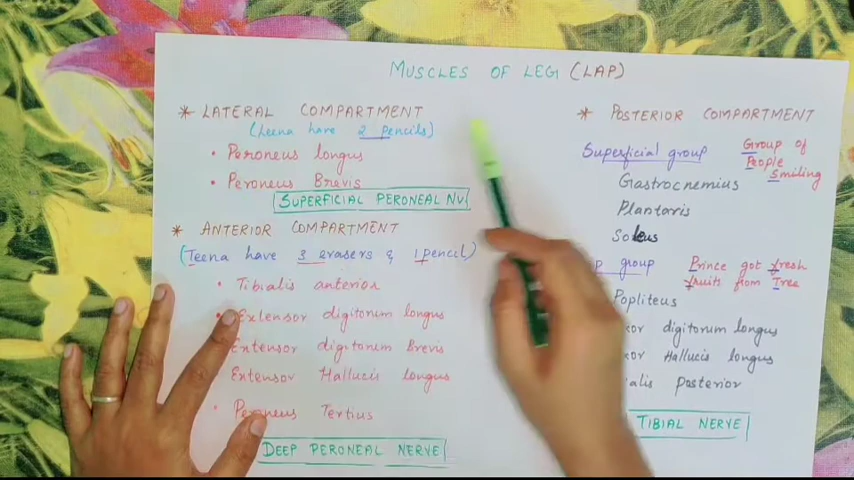 MUSCLES OF LEG (LAP)
* LATERAL COMPARTMENT
(Leena have 2 pencils)
• Peroneus longus
• Peroneus Brevis
SUPERFICIAL PERONEAL NV
* ANTERIOR COMPARTMENT
(Teena have 3 erasers & 1 pencil)
• Tibialis anterior
• Extensor digitorum longus
Extensor digitorum Brevis
Extensor Hallucis longus
• Peroneus Tertius
DEEP PERONEAL NERVE
* POSTERIOR COMPARTMENT
Superficial group
Group of
People
Smiling
Gastrocnemius
Plantaris
Soleus
group
Prince got fresh
fruits from Tree
Popliteus
digitorum longus
Hallucis longus
posterior
TIBIAL NERVE